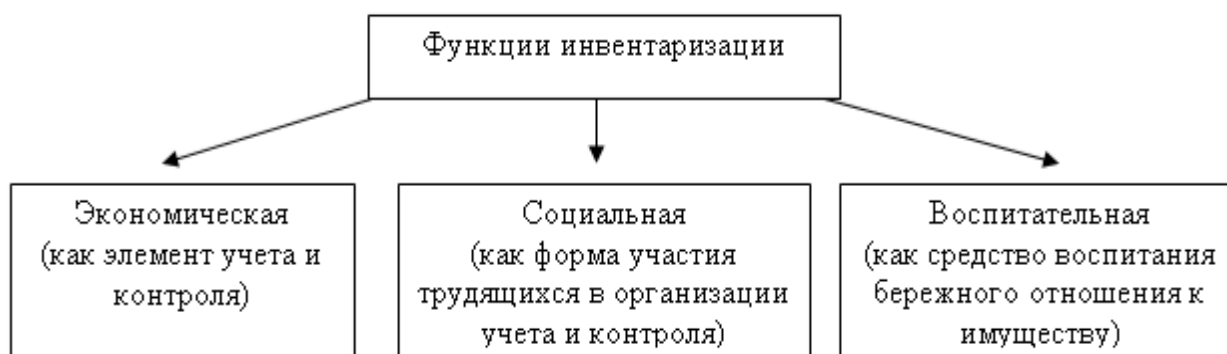 Функции инвентаризации
Экономическая
(как элемент учета и
контроля)
Социальная
(как форма участия
трудящихся в организации
учета и контроля)
Воспитательная
(как средство воспитания
бережного отношения к
имуществу)